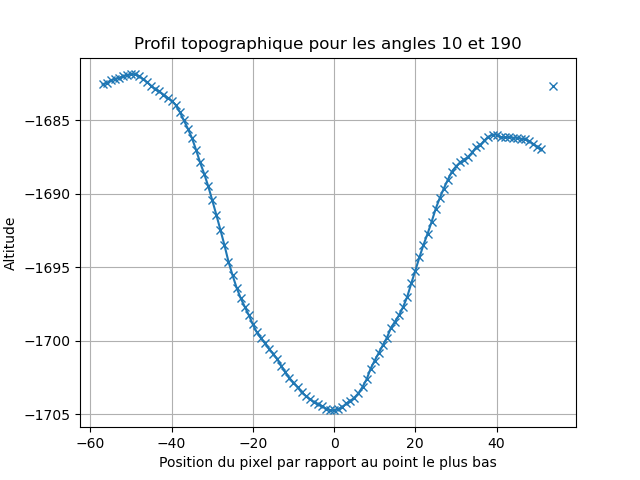 Profil topographique pour les angles 10 et 190
Altitude
−1685
−1690
−1695
−1700
−1705
−60 −40 −20 0 20 40
Position du pixel par rapport au point le plus bas